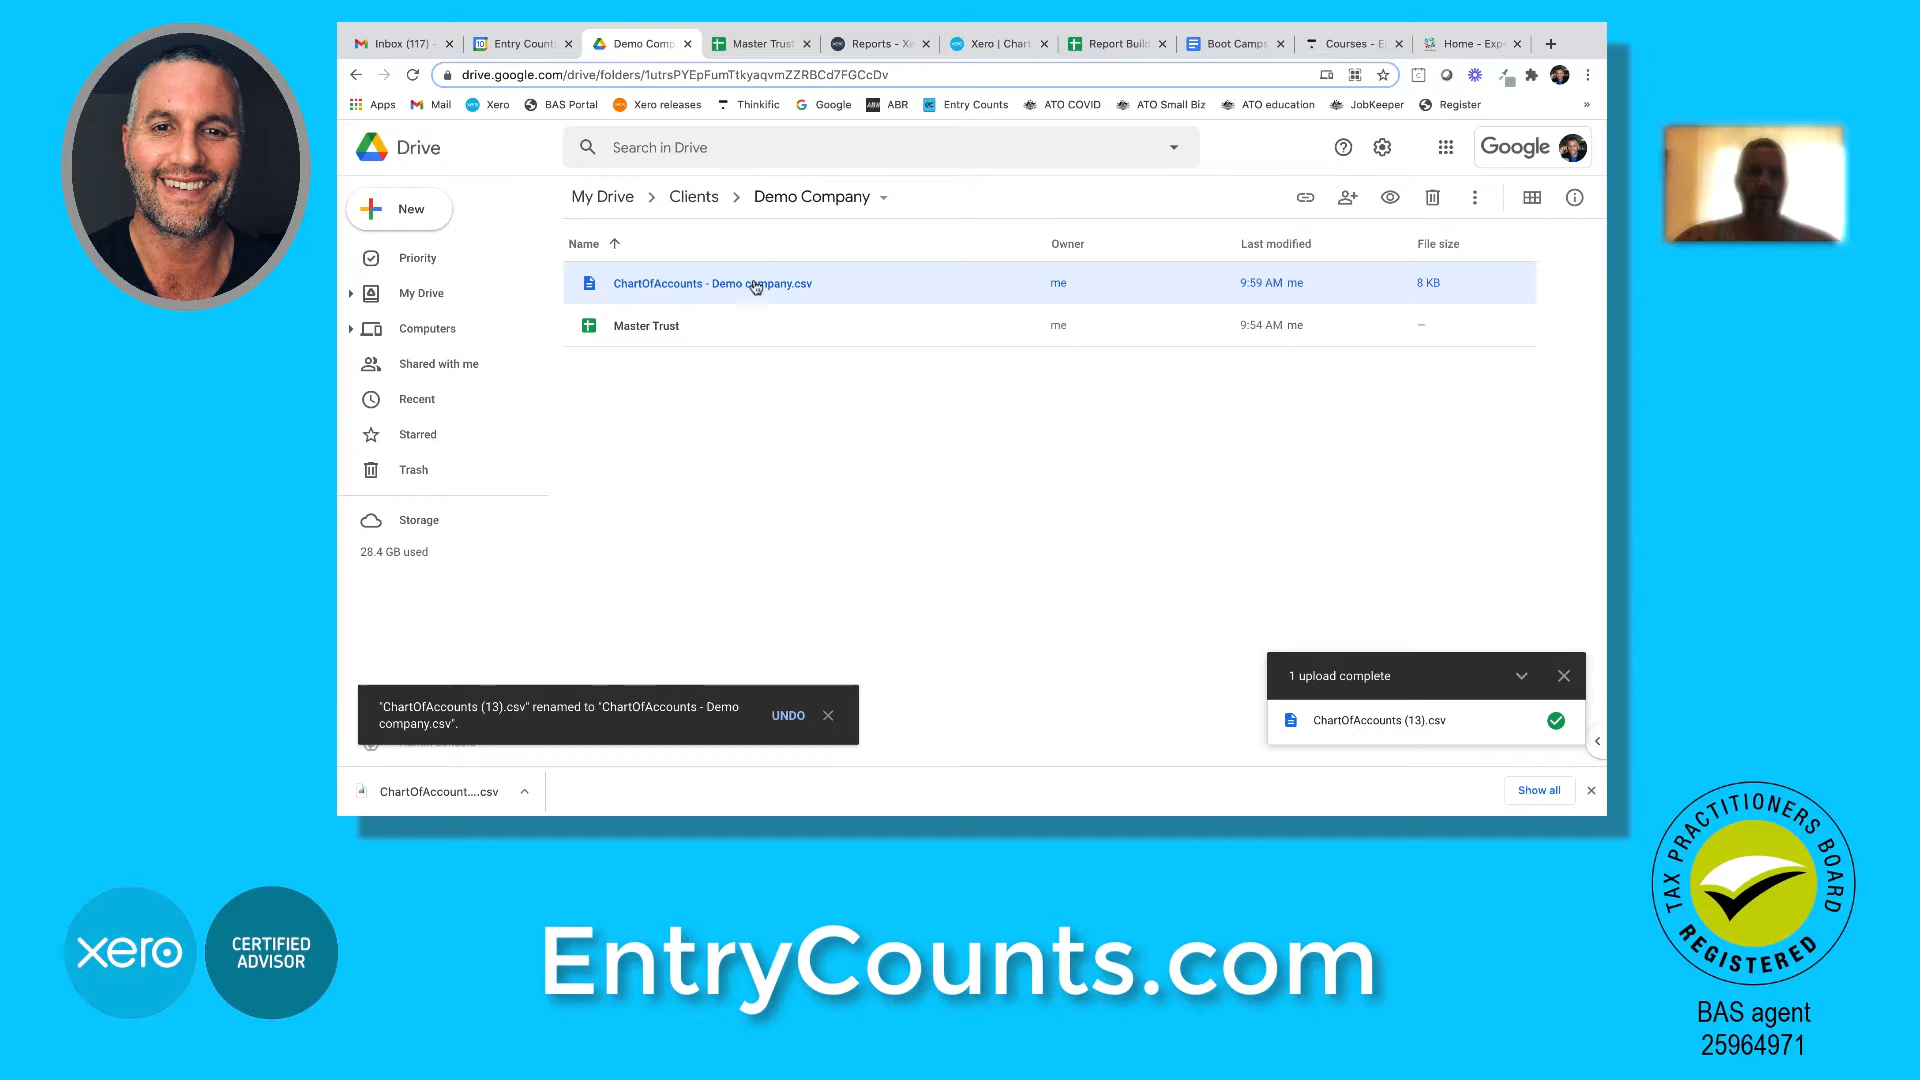 Inbox (117) -
Entry Count
Demo Comp
Master Trust
Reports - Xe
Xero | Chart
Report Build
Boot Camps
Courses - E
Home - Exp
drive.google.com/drive/folders/1utrsPYEpFumTtkyaqvmZZRBCd7FGCcDv
Apps
Mail
Xero
BAS Portal
Xero releases
Thinkific
Google
ABR
Entry Counts
ATO COVID
ATO Small Biz
ATO education
JobKeeper
Register
»
Drive
Search in Drive
Google
New
My Drive > Clients > Demo Company
Name
Owner
Last modified
File size
ChartOfAccounts - Demo company.csv
me
9:59 AM me
8 KB
Master Trust
me
9:54 AM me
—
Priority
My Drive
Computers
Shared with me
Recent
Starred
Trash
Storage
28.4 GB used
"ChartOfAccounts (13).csv" renamed to "ChartOfAccounts - Demo
company.csv".
UNDO
1 upload complete
ChartOfAccounts (13).csv
ChartOfAccount....csv
Show all
xero
CERTIFIED
ADVISOR
EntryCounts.com
TAX PRACTITIONERS BOARD
REGISTERED
BAS agent
25964971